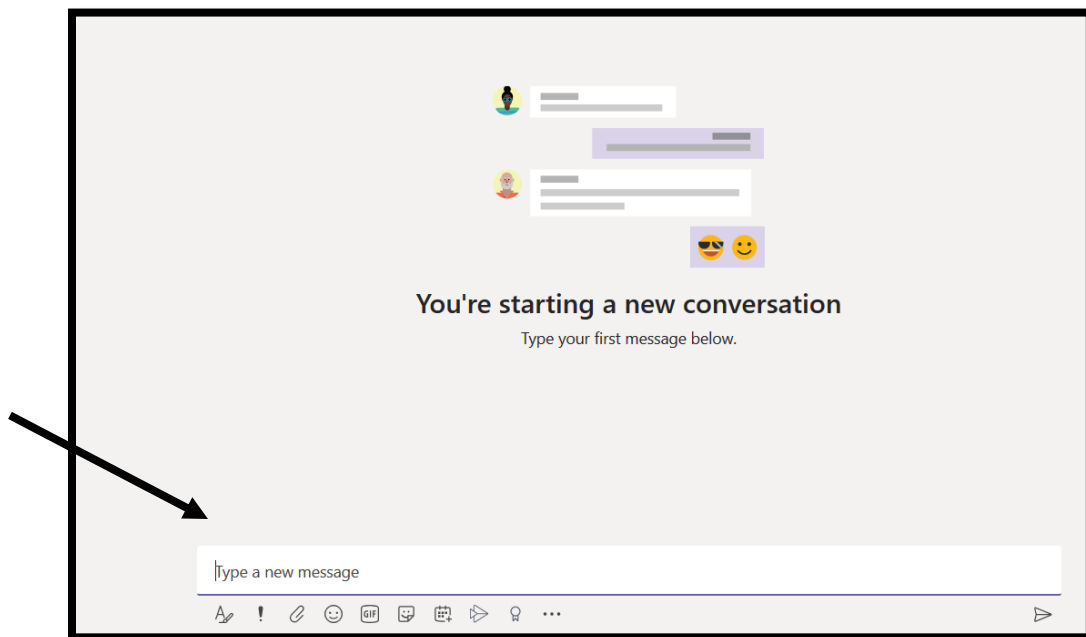 You're starting a new conversation
Type your first message below.
Type a new message
GIF